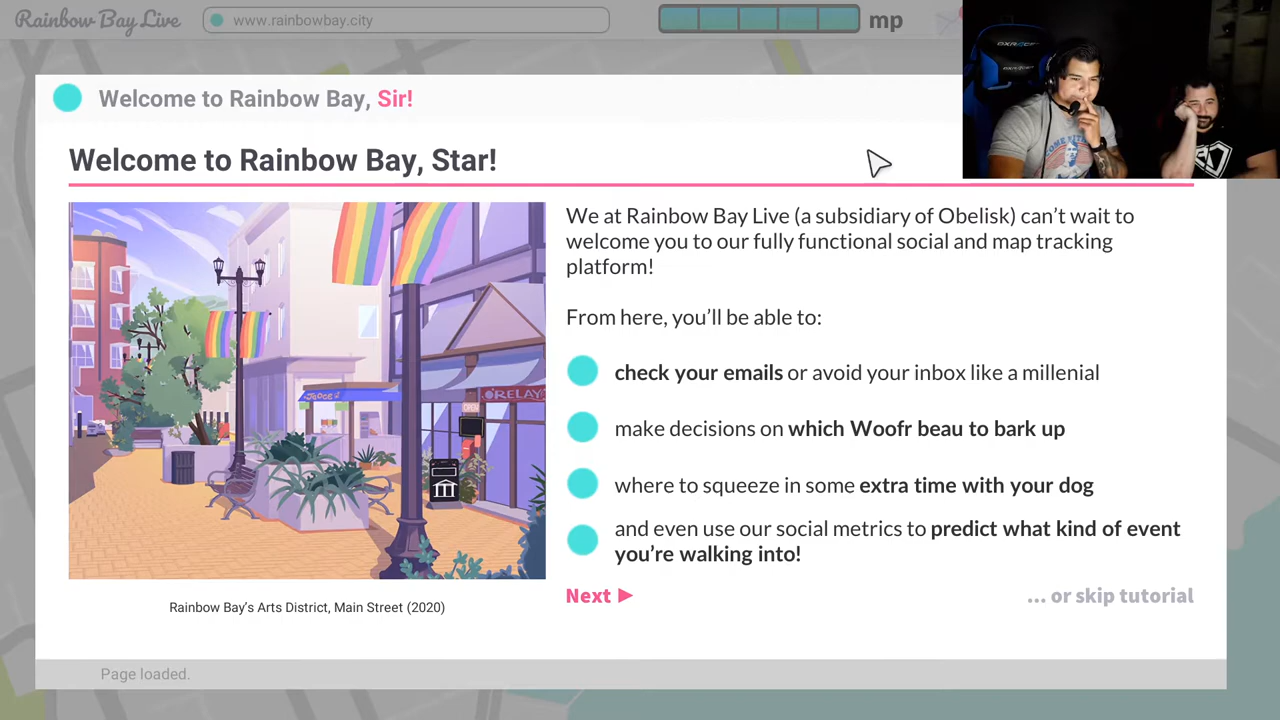 Rainbow Bay Live
www.rainbowbay.city
mp
Welcome to Rainbow Bay, Sir!
Welcome to Rainbow Bay, Star!
We at Rainbow Bay Live (a subsidiary of Obelisk) can't wait to
welcome you to our fully functional social and map tracking
platform!
From here, you'll be able to:
check your emails or avoid your inbox like a millenial
make decisions on which Woofr beau to bark up
where to squeeze in some extra time with your dog
and even use our social metrics to predict what kind of event
you're walking into!
Next ▶
... or skip tutorial
RELAY
OPEN
Rainbow Bay's Arts District, Main Street (2020)
Page loaded.